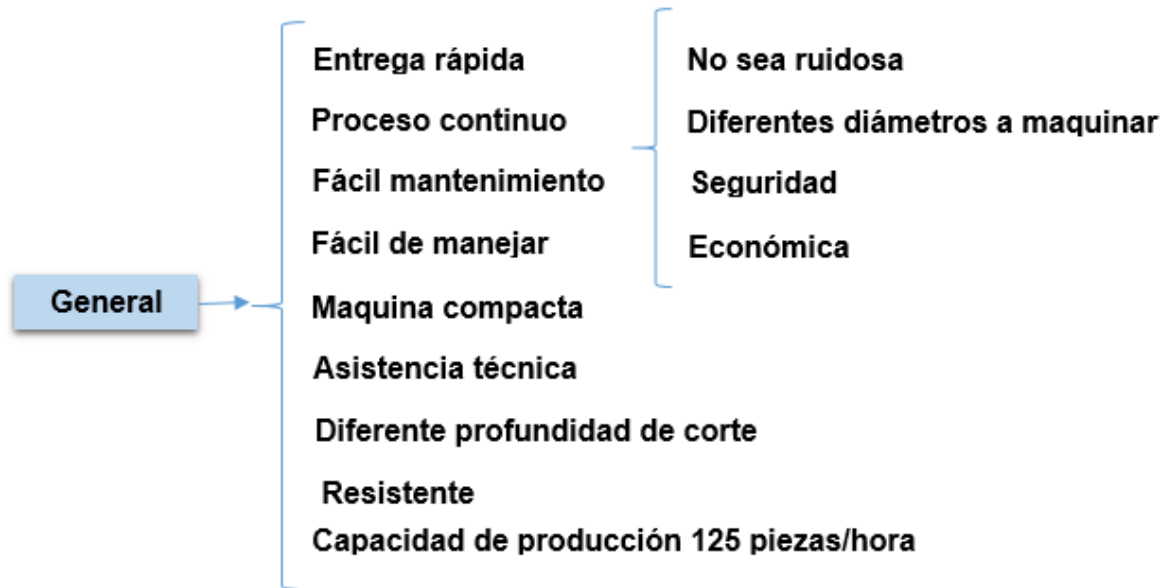 General
Entrega rápida
Proceso continuo
Fácil mantenimiento
Fácil de manejar
Maquina compacta
Asistencia técnica
Diferente profundidad de corte
Resistente
Capacidad de producción 125 piezas/hora
No sea ruidosa
Diferentes diámetros a maquinar
Seguridad
Económica